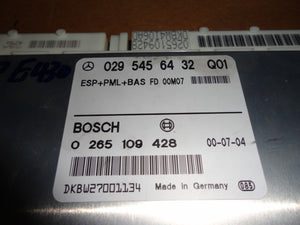 029 545 64 32 Q01
ESP+PML+BAS FD 00M07
BOSCH
0 265 109 428 00-07-04
DKBW27001134 Made in Germany
E430